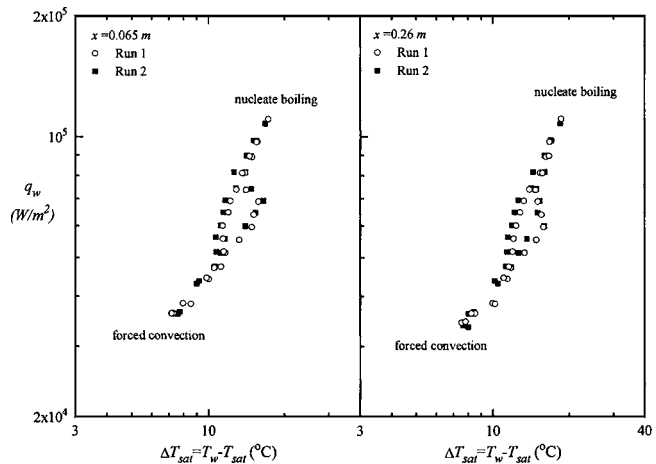 2x10⁵
x=0.065 m
Run 1
Run 2
nucleate boiling
x=0.26 m
Run 1
Run 2
nucleate boiling
10⁵
q_w
(W/m²)
forced convection
forced convection
2x10⁴
3 10 30
3 10 40
ΔT_sat=T_w-T_sat (°C)
ΔT_sat=T_w-T_sat (°C)